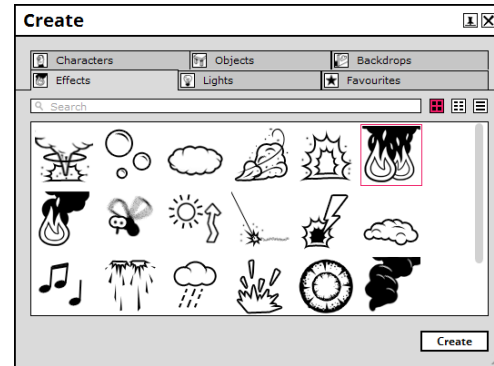 Create
Characters Objects Backdrops
Effects Lights Favourites
Search
Create